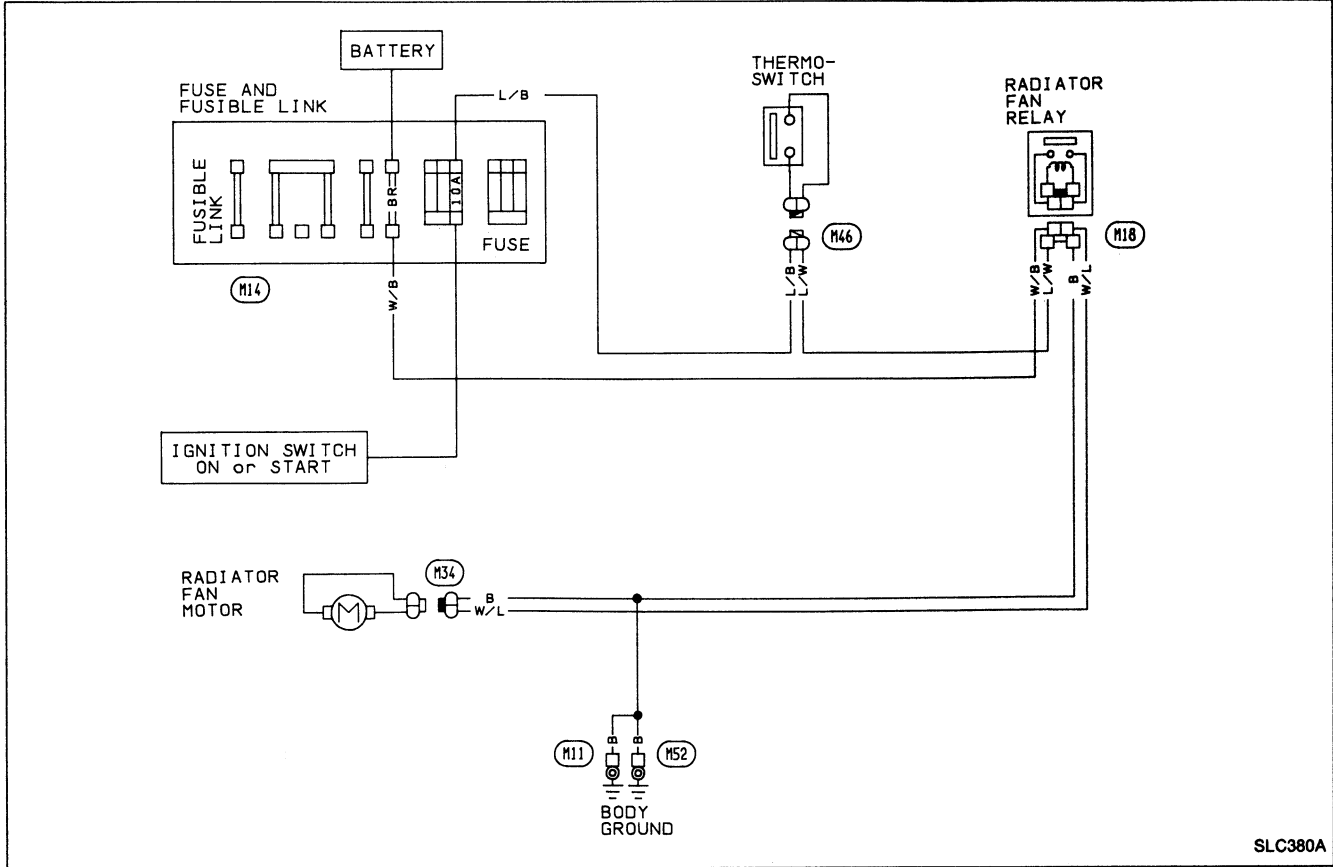 BATTERY
FUSE AND
FUSIBLE LINK
L/B
THERMO-
SWITCH
RADIATOR
FAN
RELAY
FUSIBLE
LINK
BR
10A
FUSE
M14
W/B
M46
L/B
L/W
M18
W/B
L/W
B
W/L
IGNITION SWITCH
ON or START
RADIATOR
FAN
MOTOR
M
M34
B
W/L
M11
B
B
M52
BODY
GROUND
SLC380A